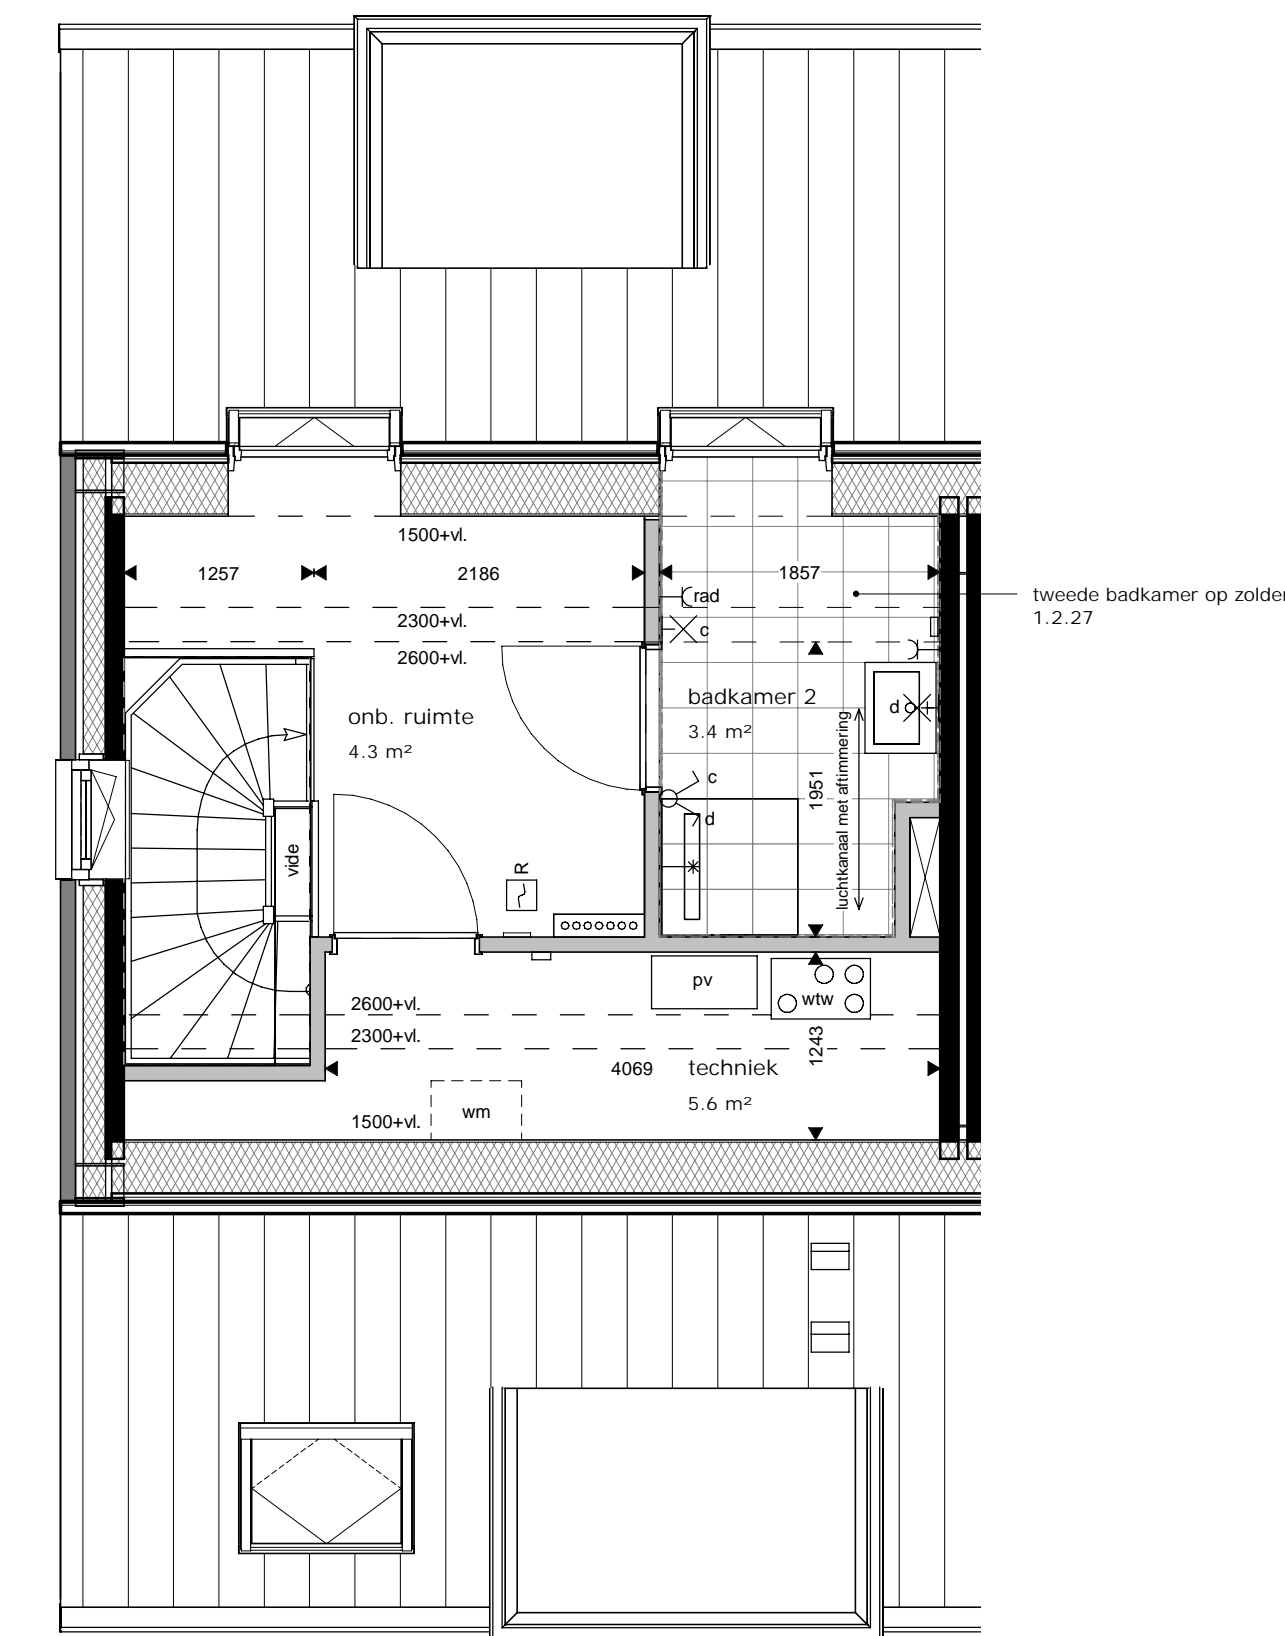 1500+vl.
1257
2186
1857
rad
tweede badkamer op zolder
1.2.27
2300+vl.
c
2600+vl.
badkamer 2
3.4 m²
d
onb. ruimte
4.3 m²
luchtkanaal met aftimmering
1951
c
d
vide
R
pv
wtw
2600+vl.
2300+vl.
1243
4069
techniek
5.6 m²
wm
1500+vl.